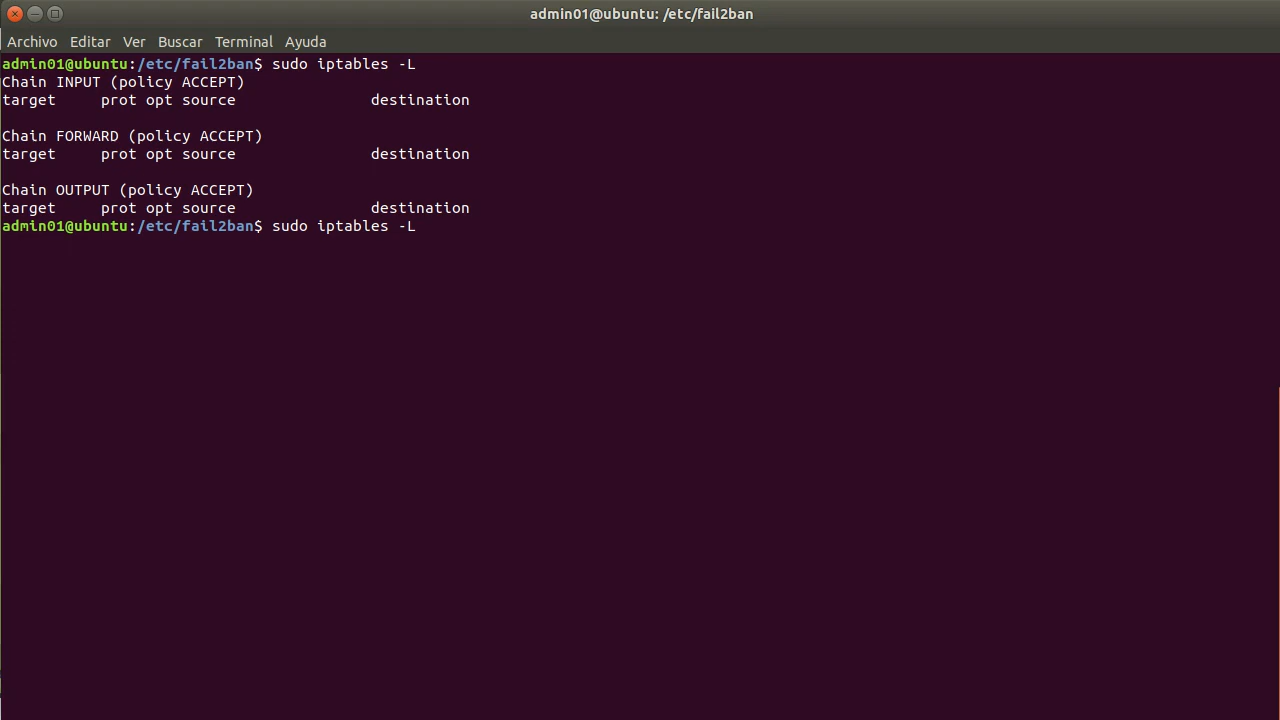 admin01@ubuntu: /etc/fail2ban
Archivo Editar Ver Buscar Terminal Ayuda
admin01@ubuntu:/etc/fail2ban$ sudo iptables -L
Chain INPUT (policy ACCEPT)
target     prot opt source               destination
Chain FORWARD (policy ACCEPT)
target     prot opt source               destination
Chain OUTPUT (policy ACCEPT)
target     prot opt source               destination
admin01@ubuntu:/etc/fail2ban$ sudo iptables -L